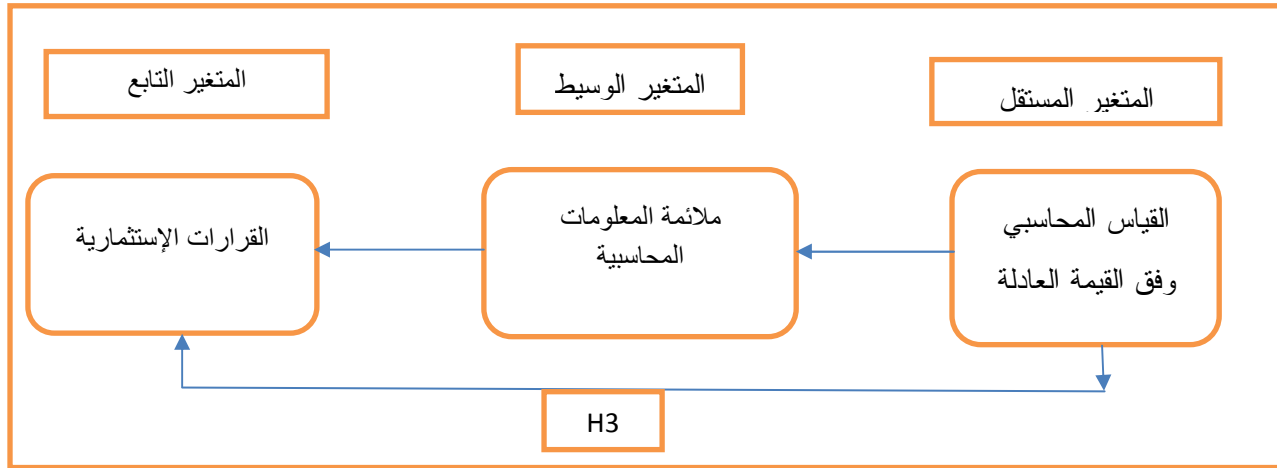 المتغير المستقل
المتغير الوسيط
المتغير التابع
القياس المحاسبي
وفق القيمة العادلة
ملائمة المعلومات
المحاسبية
القرارات الإستثمارية
H3